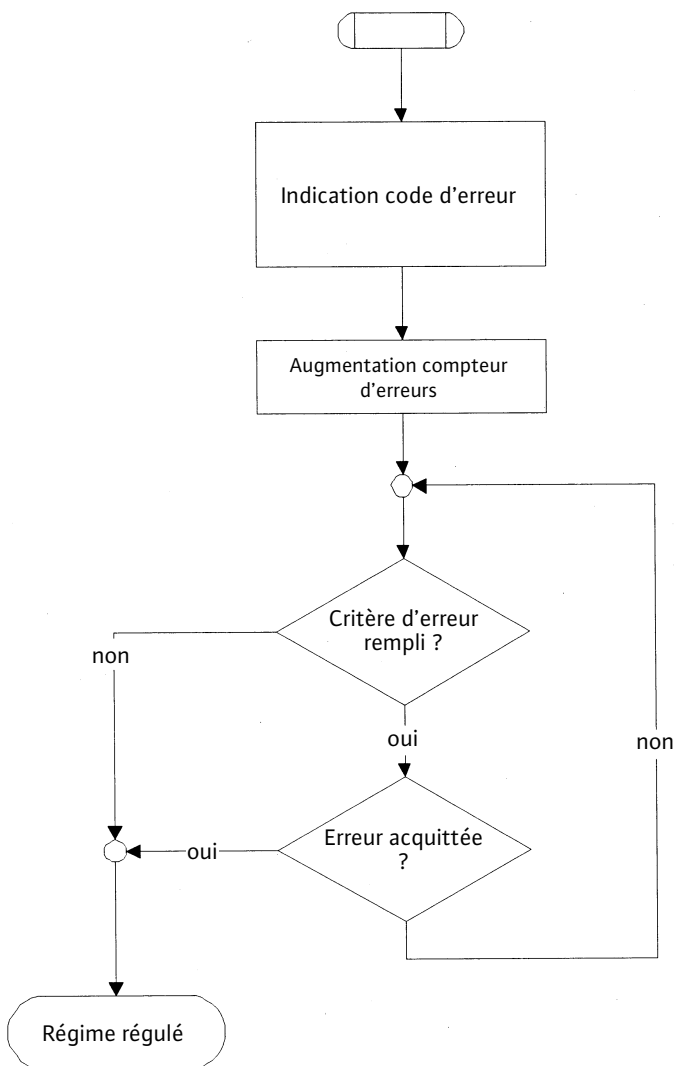 Indication code d'erreur
Augmentation compteur
d'erreurs
Critère d'erreur
rempli ?
non
oui
non
Erreur acquittée
?
oui
Régime régulé